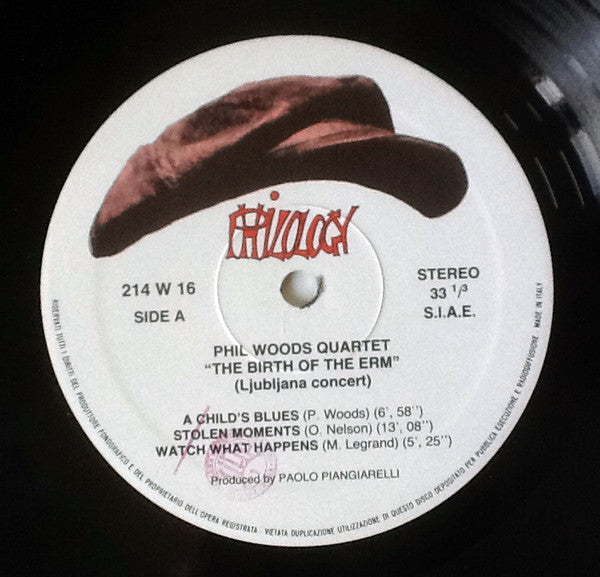 PHILOLOGY
214 W 16
SIDE A
STEREO
33 1/3
S.I.A.E.
PHIL WOODS QUARTET
"THE BIRTH OF THE ERM"
(Ljubljana concert)
A CHILD'S BLUES (P. Woods) (6', 58'')
STOLEN MOMENTS (O. Nelson) (13', 08'')
WATCH WHAT HAPPENS (M. Legrand) (5', 25'')
Produced by PAOLO PIANGIARELLI
RISERVATI TUTTI I DIRITTI DEL PRODUTTORE FONOGRAFICO E DEL PROPRIETARIO DELL'OPERA REGISTRATA - VIETATA DUPLICAZIONE UTILIZZAZIONE DI QUESTO DISCO DEPOSITATO PER PUBBLICA ESECUZIONE E RADIODIFFUSIONE. MADE IN ITALY